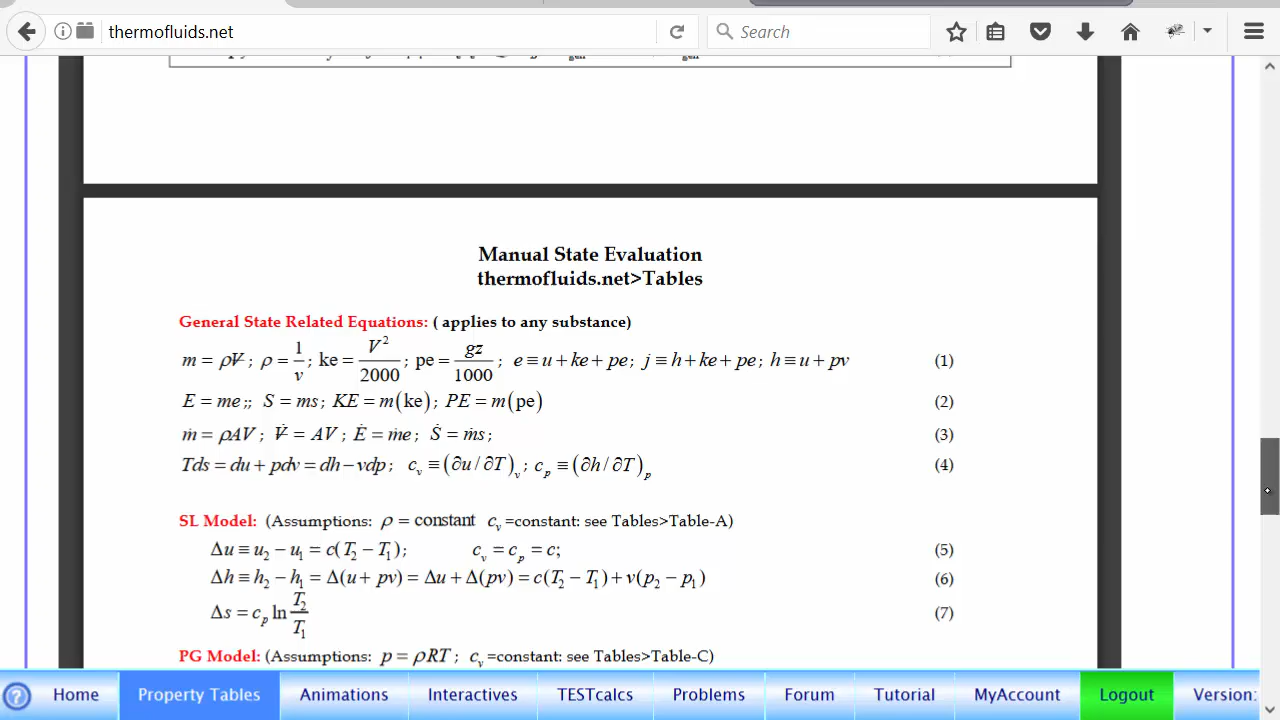 thermofluids.net
Search
Manual State Evaluation
thermofluids.net>Tables
General State Related Equations: ( applies to any substance)
m = ρV̶ ; ρ = 1/v ; ke = V²/2000 ; pe = gz/1000 ; e ≡ u + ke + pe; j ≡ h + ke + pe; h ≡ u + pv (1)
E = me;; S = ms; KE = m(ke); PE = m(pe) (2)
ṁ = ρAV ; V̶̇ = AV ; Ė = ṁe ; Ṡ = ṁs; (3)
Tds = du + pdv = dh − vdp; c_v ≡ (∂u/∂T)_v ; c_p ≡ (∂h/∂T)_p (4)
SL Model: (Assumptions: ρ = constant c_v =constant: see Tables>Table-A)
Δu ≡ u₂ − u₁ = c(T₂ − T₁); c_v = c_p = c; (5)
Δh ≡ h₂ − h₁ = Δ(u + pv) = Δu + Δ(pv) = c(T₂ − T₁) + v(p₂ − p₁) (6)
Δs = c_p ln T₂/T₁ (7)
PG Model: (Assumptions: p = ρRT ; c_v =constant: see Tables>Table-C)
? Home Property Tables Animations Interactives TESTcalcs Problems Forum Tutorial MyAccount Logout Version: